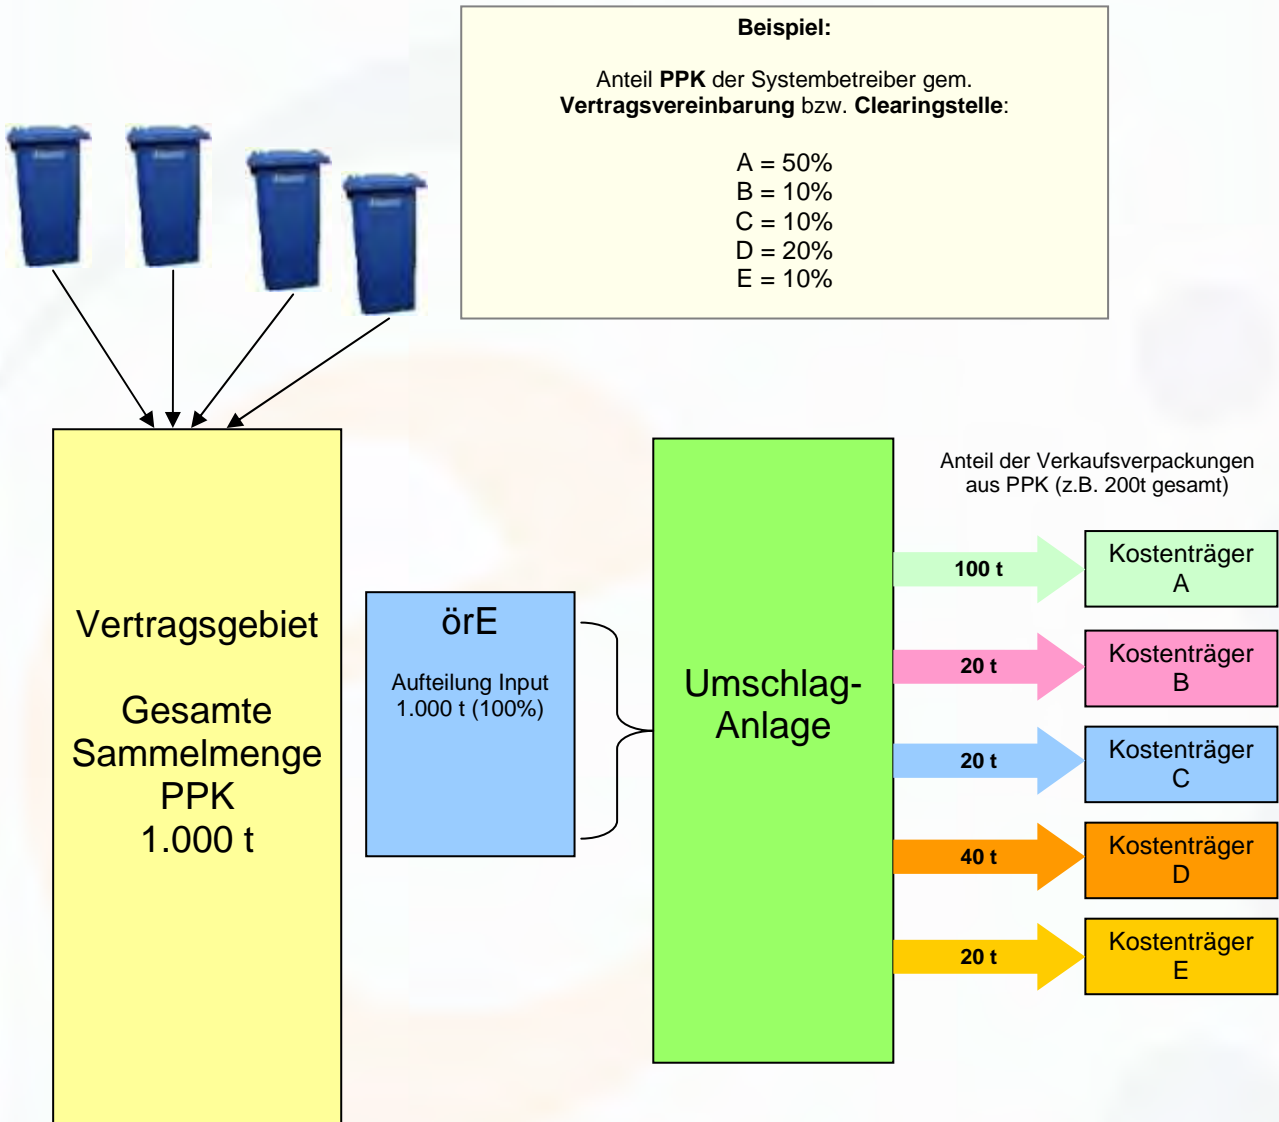 Beispiel:
Anteil PPK der Systembetreiber gem.
Vertragsvereinbarung bzw. Clearingstelle:
A = 50%
B = 10%
C = 10%
D = 20%
E = 10%
Vertragsgebiet
Gesamte
Sammelmenge
PPK
1.000 t
örE
Aufteilung Input
1.000 t (100%)
Umschlag-
Anlage
Anteil der Verkaufsverpackungen
aus PPK (z.B. 200t gesamt)
100 t
Kostenträger
A
20 t
Kostenträger
B
20 t
Kostenträger
C
40 t
Kostenträger
D
20 t
Kostenträger
E